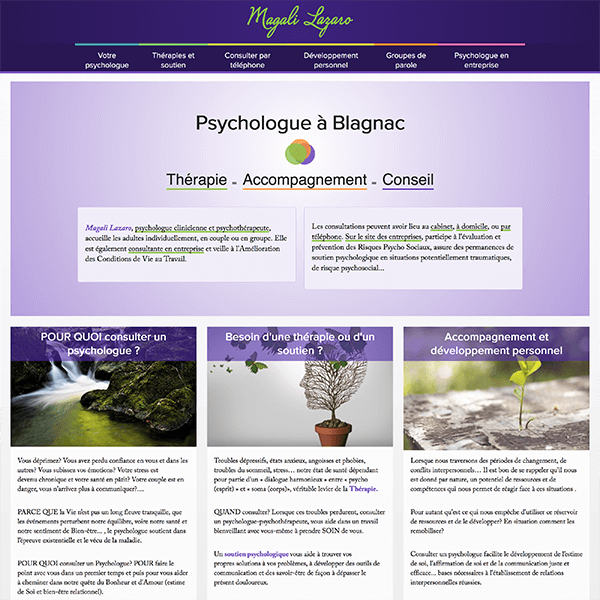 Magali Lazaro
Votre psychologue
Thérapies et soutien
Consulter par téléphone
Développement personnel
Groupes de parole
Psychologue en entreprise
Psychologue à Blagnac
Thérapie - Accompagnement - Conseil
Magali Lazaro, psychologue clinicienne et psychothérapeute,
accueille les adultes individuellement, en couple ou en groupe. Elle
est également consultante en entreprise et veille à l'Amélioration
des Conditions de Vie au Travail.
Les consultations peuvent avoir lieu au cabinet, à domicile, ou par
téléphone. Sur le site des entreprises, participe à l'évaluation et
prévention des Risques Psycho Sociaux, assure des permanences de
soutien psychologique en situations potentiellement traumatiques,
de risque psychosocial...
POUR QUOI consulter un
psychologue ?
Vous déprimez? Vous avez perdu confiance en vous et dans les
autres? Vous subissez vos émotions? Votre stress est
devenu chronique et votre santé en pâtit? Votre couple est en
danger, vous n'arrivez plus à communiquer?....
PARCE QUE la Vie n'est pas un long fleuve tranquille, que
les événements perturbent notre équilibre, voire notre santé et
notre sentiment de Bien-être... , le psychologue soutient dans
l'épreuve existentielle et le vécu de la maladie.
POUR QUOI consulter un Psychologue? POUR faire le
point avec vous dans un premier temps et puis pour vous aider
à cheminer dans notre quête du Bonheur et d'Amour (estime
de Soi et bien-être relationnel).
Besoin d'une thérapie ou d'un
soutien ?
Troubles dépressifs, états anxieux, angoisses et phobies,
troubles du sommeil, stress… notre état de santé dépendant
pour partie d'un « dialogue harmonieux » entre « psycho
(esprit) » et « soma (corps)», véritable levier de la Thérapie.
QUAND consulter? Lorsque ces troubles perdurent, consulter
un psychologue-psychothérapeute, vous aide dans un travail
bienveillant avec vous-même à prendre SOIN de vous.
Un soutien psychologique vous aide à trouver vos
propres solutions à vos problèmes, à développer des outils de
communication et des savoir-être de façon à dépasser le
présent douloureux.
Accompagnement et
développement personnel
Lorsque nous traversons des périodes de changement, de
conflits interpersonnels… Il est bon de se rappeler qu'il nous
est donné par nature, un potentiel de ressources et de
compétences qui nous permet de réagir face à ces situations .
Pour autant qu'est ce qui nous empêche d'utiliser ce réservoir
de ressources et de le développer? En situation comment les
remobiliser?
Consulter un psychologue facilite le développement de l'estime
de soi, l'affirmation de soi et de la communication juste et
efficace... bases nécessaires à l'établissement de relations
interpersonnelles réussies.